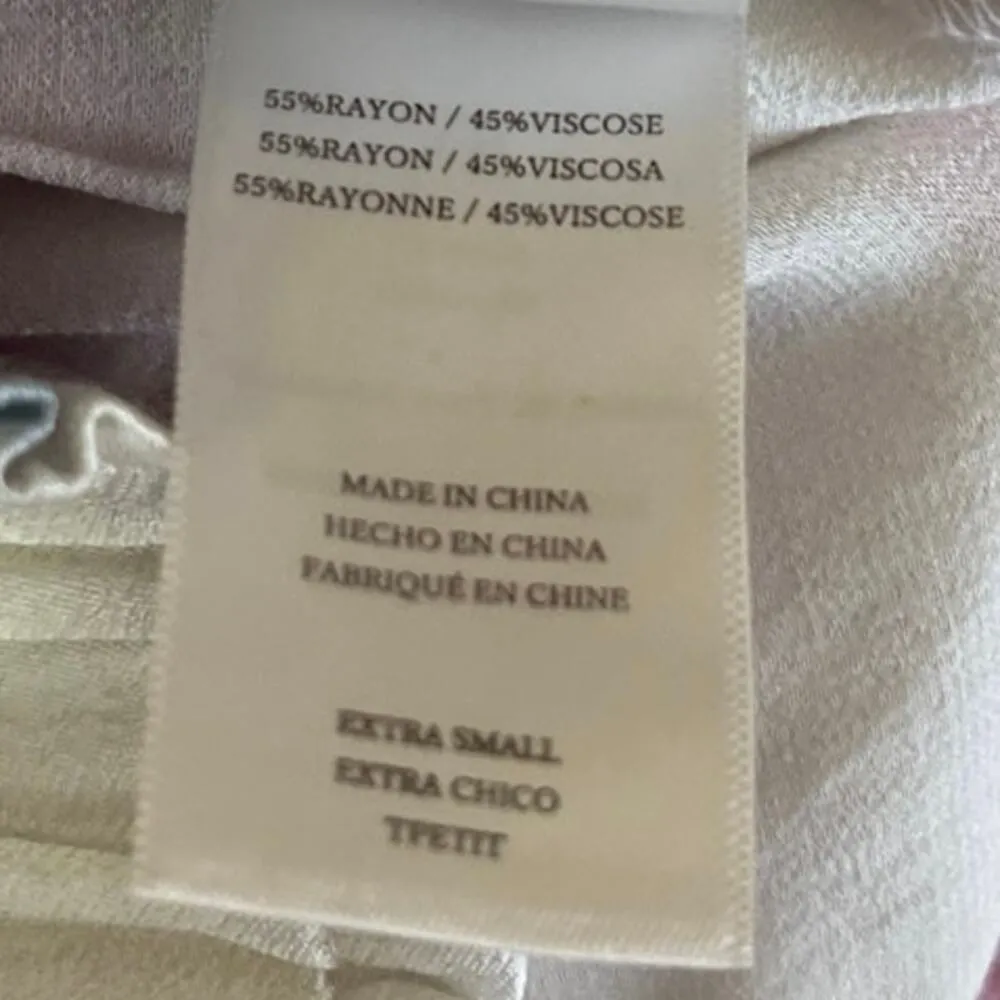 55%RAYON / 45%VISCOSE
55%RAYON / 45%VISCOSA
55%RAYONNE / 45%VISCOSE
MADE IN CHINA
HECHO EN CHINA
FABRIQUÉ EN CHINE
EXTRA SMALL
EXTRA CHICO
TPETIT